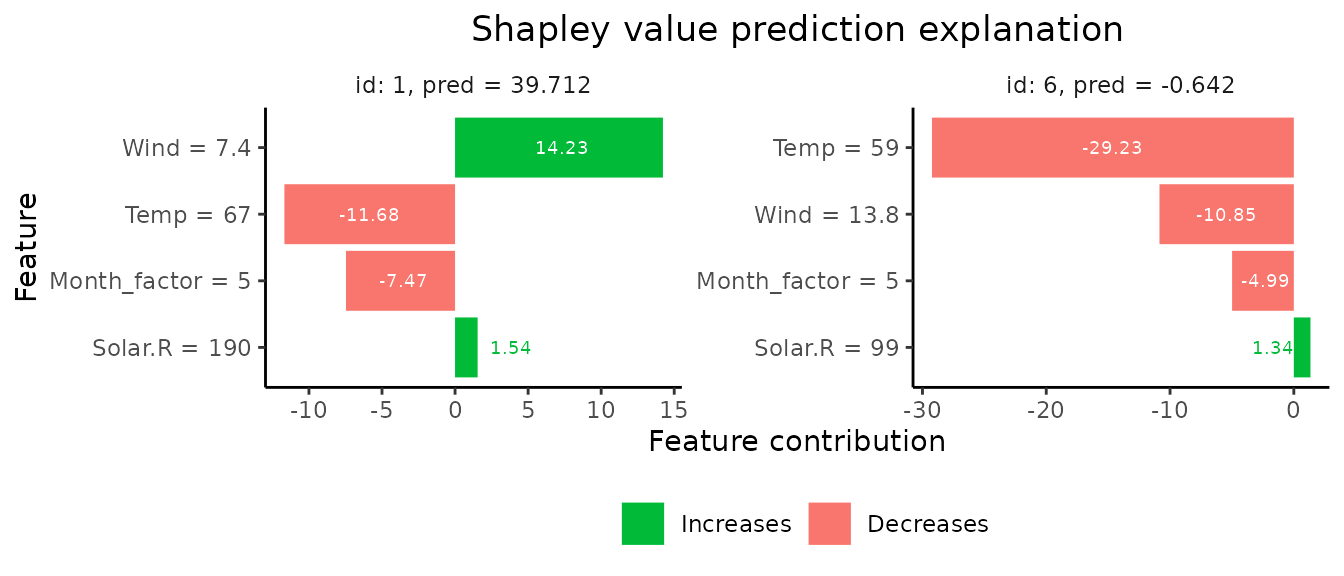 Shapley value prediction explanation
id: 1, pred = 39.712
Feature
Wind = 7.4
14.23
Temp = 67
-11.68
Month_factor = 5
-7.47
Solar.R = 190
1.54
-10 -5 0 5 10 15
id: 6, pred = -0.642
Temp = 59
-29.23
Wind = 13.8
-10.85
Month_factor = 5
-4.99
Solar.R = 99
1.34
-30 -20 -10 0
Feature contribution
Increases Decreases